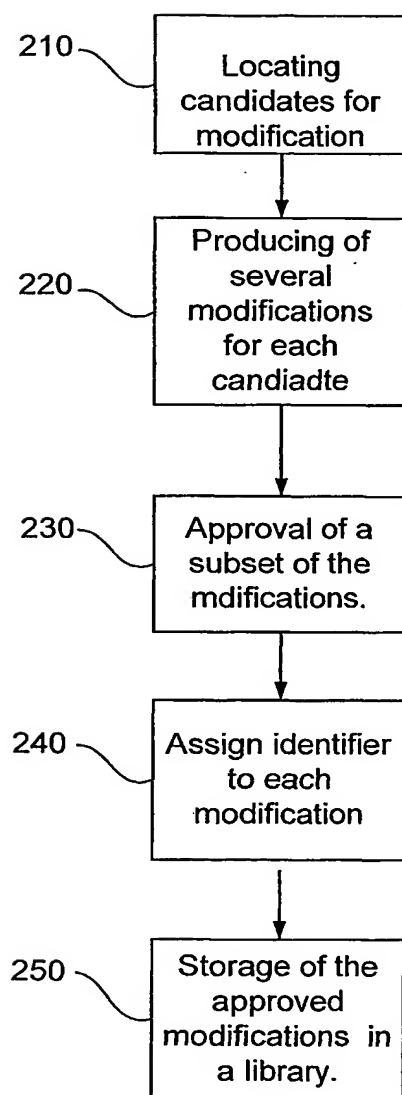 210
Locating
candidates for
modification
220
Producing of
several
modifications
for each
candiadte
230
Approval of a
subset of the
mdifications.
240
Assign identifier
to each
modification
250
Storage of the
approved
modifications in
a library.